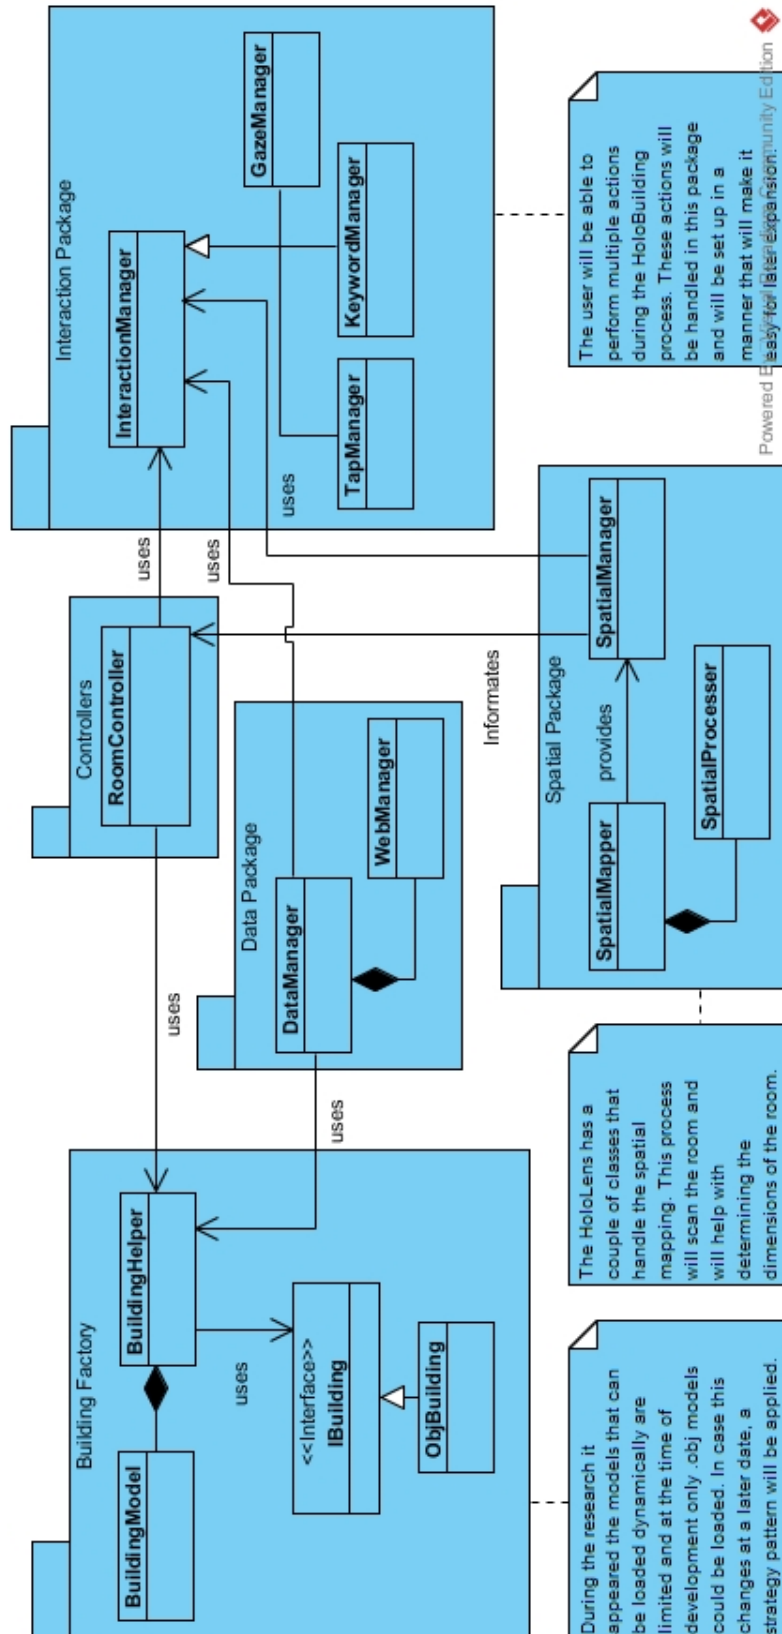 Building Factory
BuildingModel
BuildingHelper
uses
<<Interface>>
IBuilding
ObjBuilding
uses
uses
Controllers
RoomController
Data Package
DataManager
WebManager
uses
uses
uses
Interaction Package
InteractionManager
GazeManager
KeywordManager
TapManager
Informates
Spatial Package
SpatialMapper
provides
SpatialManager
SpatialProcesser
During the research it
appeared the models that can
be loaded dynamically are
limited and at the time of
development only .obj models
could be loaded. In case this
changes at a later date, a
strategy pattern will be applied.
The HoloLens has a
couple of classes that
handle the spatial
mapping. This process
will scan the room and
will help with
determining the
dimensions of the room.
The user will be able to
perform multiple actions
during the HoloBuilding
process. These actions will
be handled in this package
and will be set up in a
manner that will make it
easy for later expansion.
Powered Community Edition